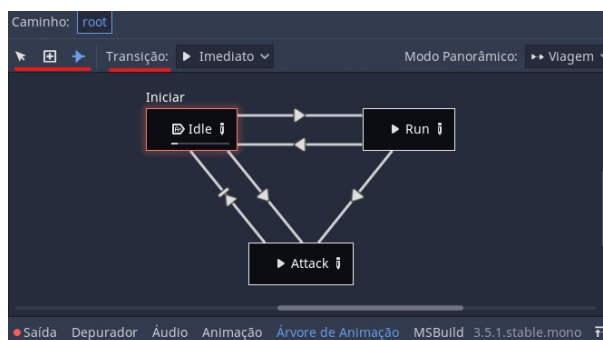 Caminho: root
Transição: Imediato Modo Panorâmico: Viagem
Iniciar
Idle Run
Attack
Saída Depurador Áudio Animação Árvore de Animação MSBuild 3.5.1.stable.mono